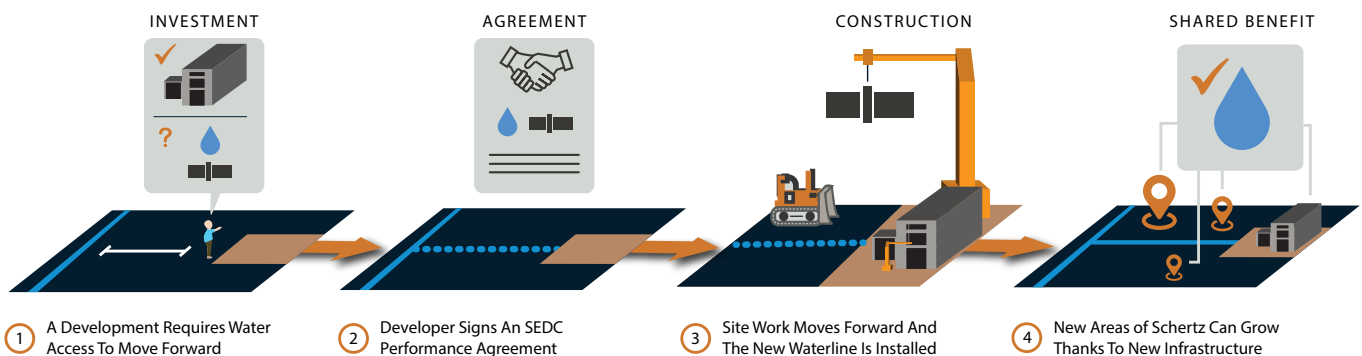 INVESTMENT
AGREEMENT
CONSTRUCTION
SHARED BENEFIT
?
1
A Development Requires Water
Access To Move Forward
2
Developer Signs An SEDC
Performance Agreement
3
Site Work Moves Forward And
The New Waterline Is Installed
4
New Areas of Schertz Can Grow
Thanks To New Infrastructure